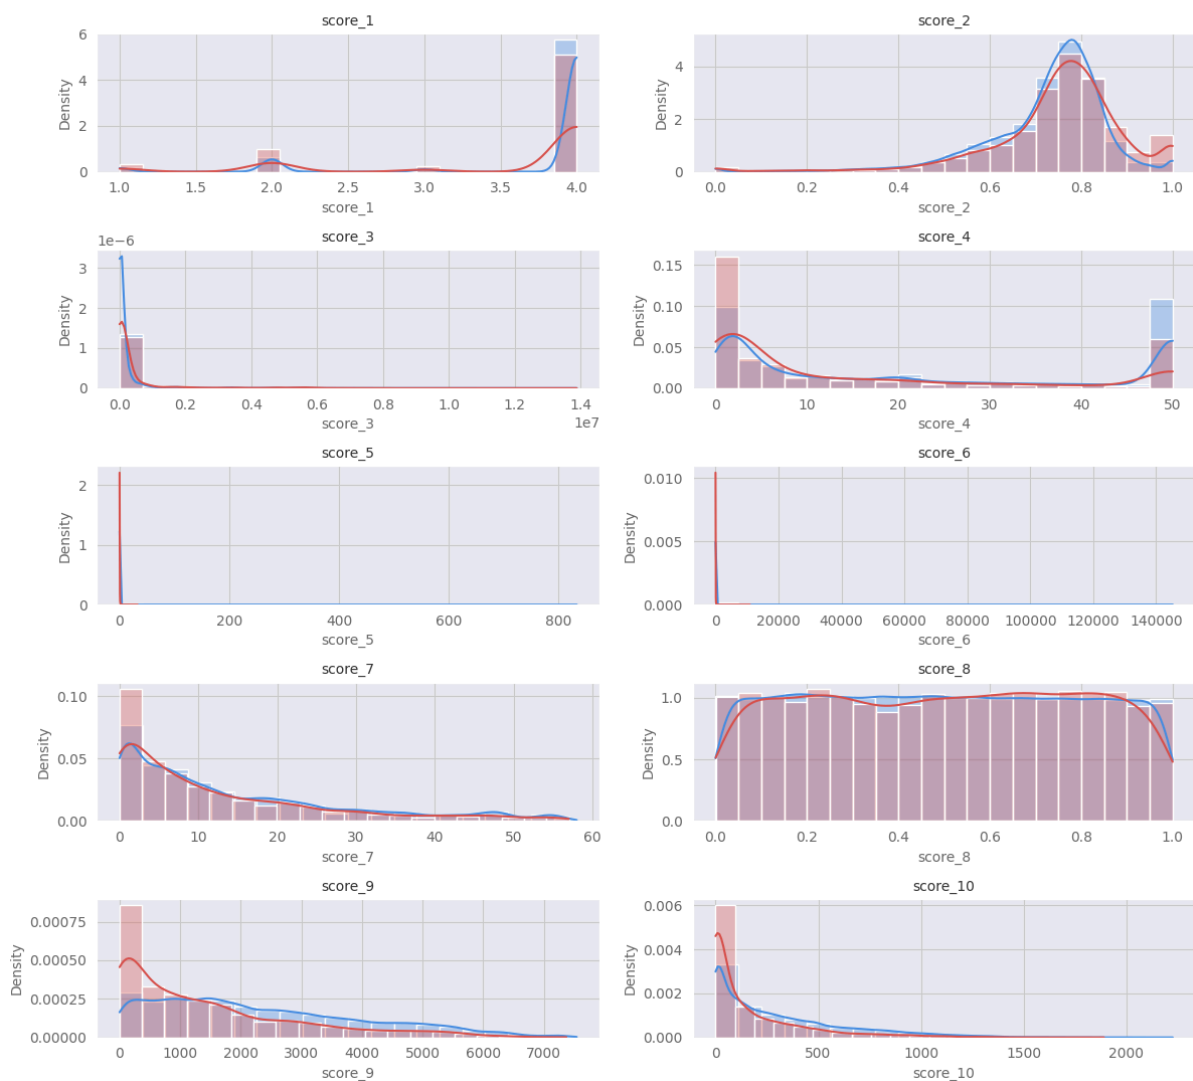 score_1
6
4
2
0
Density
1.0 1.5 2.0 2.5 3.0 3.5 4.0
score_1
score_2
4
2
0
Density
0.0 0.2 0.4 0.6 0.8 1.0
score_2
score_3
1e−6
3
2
1
0
Density
0.0 0.2 0.4 0.6 0.8 1.0 1.2 1.4
1e7
score_3
score_4
0.15
0.10
0.05
0.00
Density
0 10 20 30 40 50
score_4
score_5
2
1
0
Density
0 200 400 600 800
score_5
score_6
0.010
0.005
0.000
Density
0 20000 40000 60000 80000 100000 120000 140000
score_6
score_7
0.10
0.05
0.00
Density
0 10 20 30 40 50 60
score_7
score_8
1.0
0.5
0.0
Density
0.0 0.2 0.4 0.6 0.8 1.0
score_8
score_9
0.00075
0.00050
0.00025
0.00000
Density
0 1000 2000 3000 4000 5000 6000 7000
score_9
score_10
0.006
0.004
0.002
0.000
Density
0 500 1000 1500 2000
score_10